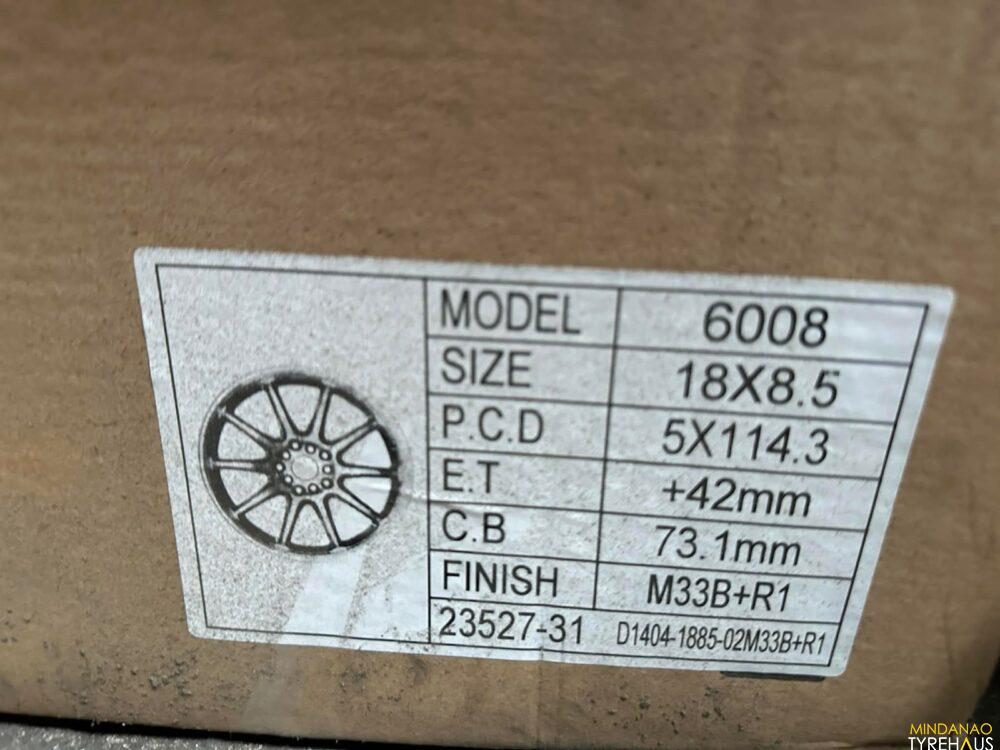 MODEL 6008
SIZE 18X8.5
P.C.D 5X114.3
E.T +42mm
C.B 73.1mm
FINISH M33B+R1
23527-31 D1404-1885-02M33B+R1
MINDANAO
TYREHAUS